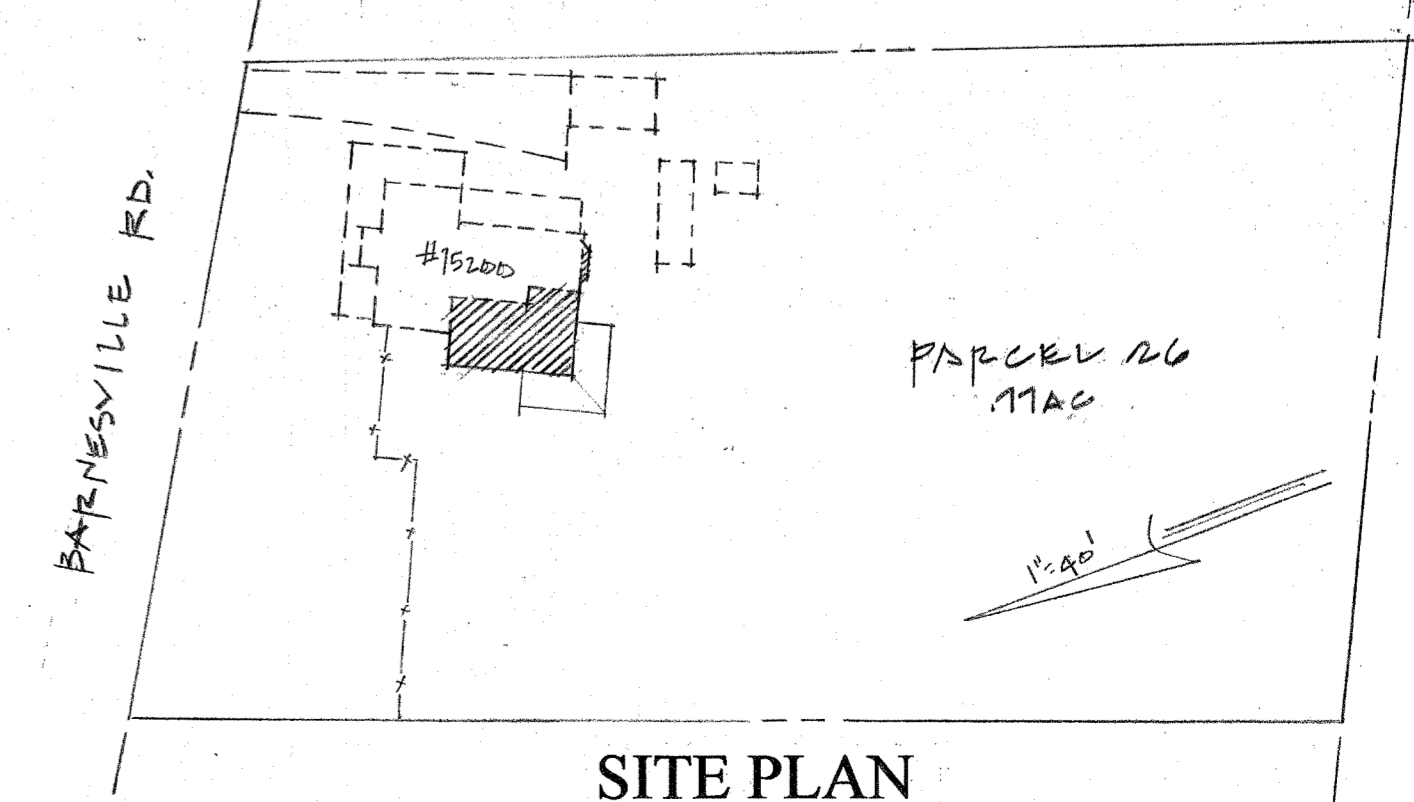 BARNESVILLE RD.
#15200
PARCEL 26
.77AC
1"=40'
SITE PLAN